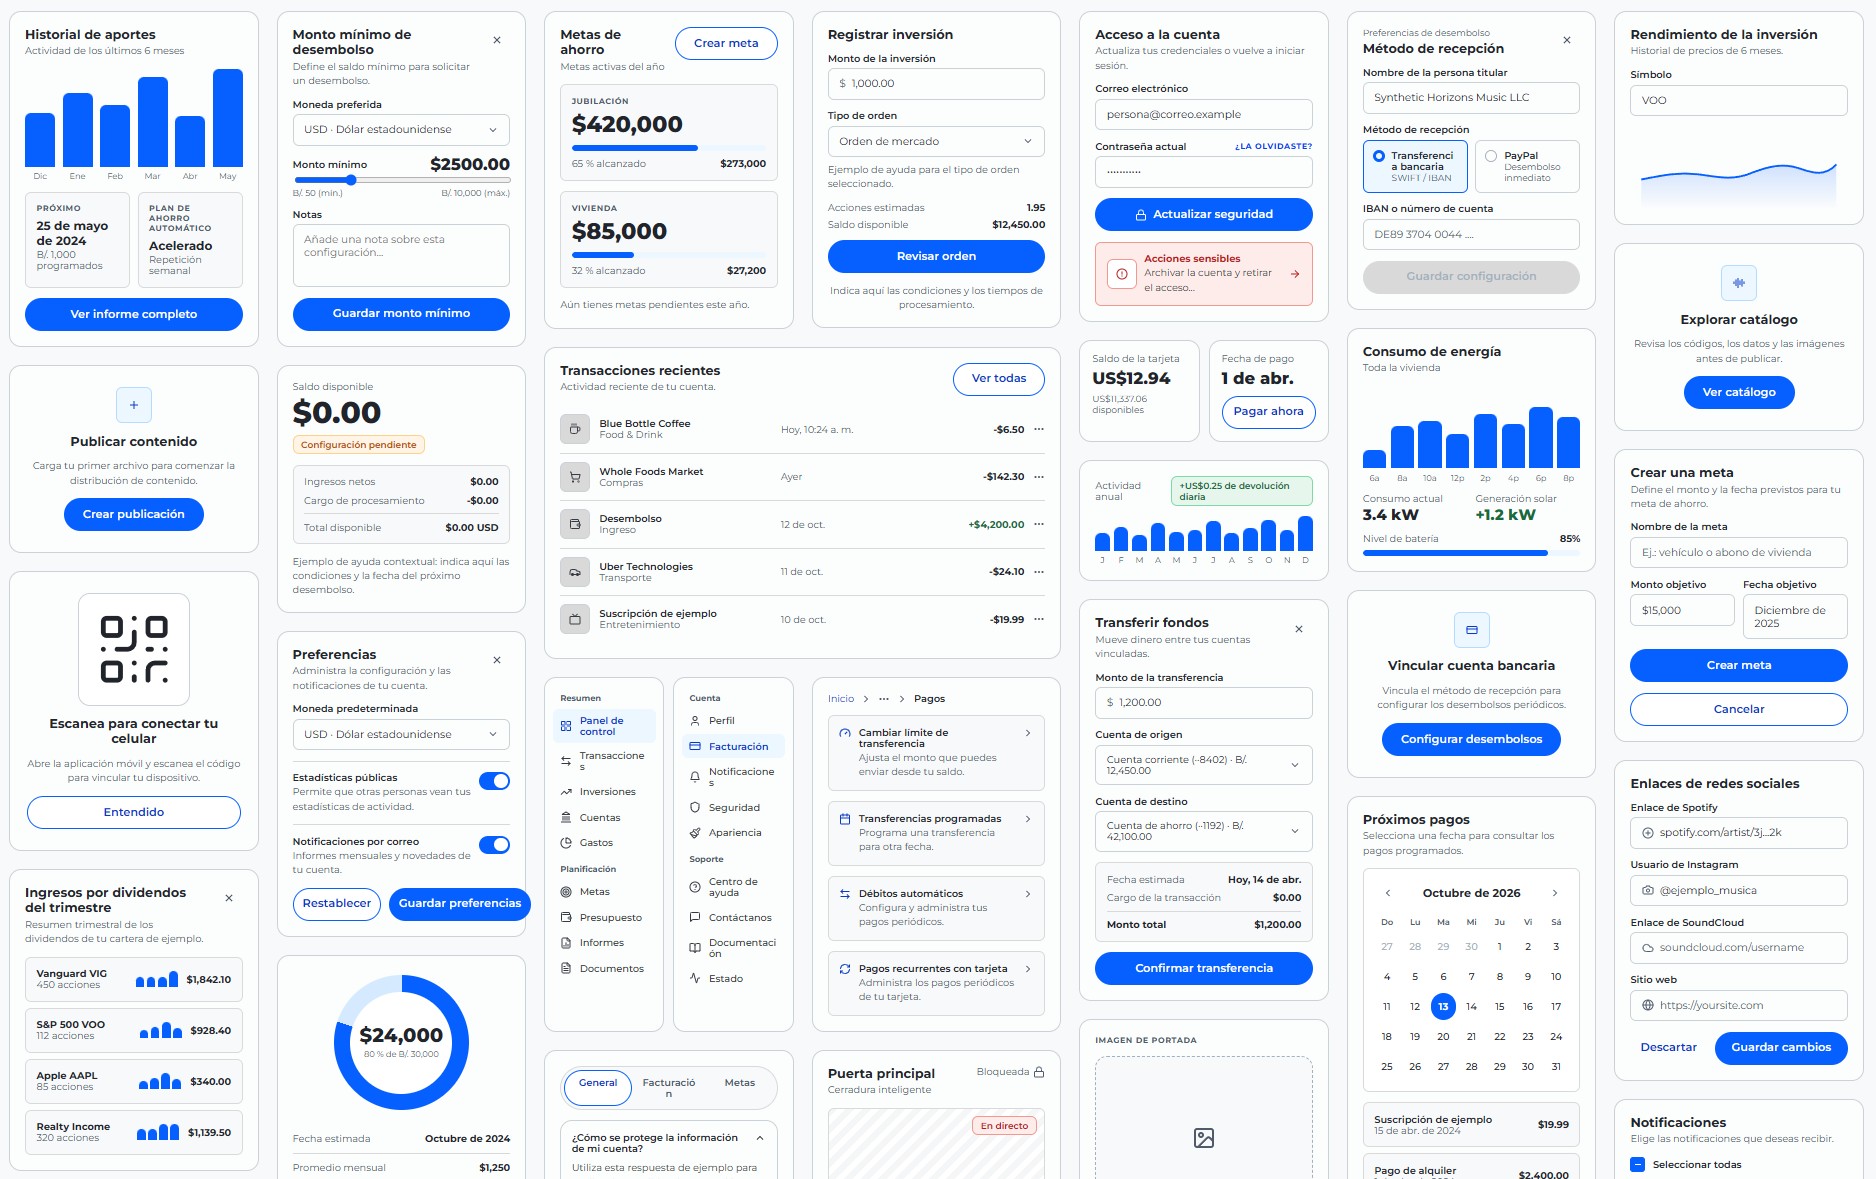 Historial de aportes
Actividad de los últimos 6 meses
Dic Ene Feb Mar Abr May
PRÓXIMO
25 de mayo
de 2024
B/. 1,000
programados
PLAN DE
AHORRO
AUTOMÁTICO
Acelerado
Repetición
semanal
Ver informe completo
Publicar contenido
Carga tu primer archivo para comenzar la
distribución de contenido.
Crear publicación
Escanea para conectar tu
celular
Abre la aplicación móvil y escanea el código
para vincular tu dispositivo.
Entendido
Ingresos por dividendos
del trimestre
Resumen trimestral de los
dividendos de tu cartera de ejemplo.
Vanguard VIG
450 acciones
$1,842.10
S&P 500 VOO
112 acciones
$928.40
Apple AAPL
85 acciones
$340.00
Realty Income
320 acciones
$1,139.50
Monto mínimo de
desembolso
Define el saldo mínimo para solicitar
un desembolso.
Moneda preferida
USD · Dólar estadounidense
Monto mínimo $2500.00
B/. 50 (mín.) B/. 10,000 (máx.)
Notas
Añade una nota sobre esta
configuración...
Guardar monto mínimo
Saldo disponible
$0.00
Configuración pendiente
Ingresos netos $0.00
Cargo de procesamiento -$0.00
Total disponible $0.00 USD
Ejemplo de ayuda contextual: indica aquí las
condiciones y la fecha del próximo
desembolso.
Preferencias
Administra la configuración y las
notificaciones de tu cuenta.
Moneda predeterminada
USD · Dólar estadounidense
Estadísticas públicas
Permite que otras personas vean tus
estadísticas de actividad.
Notificaciones por correo
Informes mensuales y novedades de
tu cuenta.
Restablecer Guardar preferencias
$24,000
80 % de B/. 30,000
Fecha estimada Octubre de 2024
Promedio mensual $1,250
Metas de
ahorro
Metas activas del año
Crear meta
JUBILACIÓN
$420,000
65 % alcanzado $273,000
VIVIENDA
$85,000
32 % alcanzado $27,200
Aún tienes metas pendientes este año.
Registrar inversión
Monto de la inversión
$ 1,000.00
Tipo de orden
Orden de mercado
Ejemplo de ayuda para el tipo de orden
seleccionado.
Acciones estimadas 1.95
Saldo disponible $12,450.00
Revisar orden
Indica aquí las condiciones y los tiempos de
procesamiento.
Transacciones recientes
Actividad reciente de tu cuenta.
Ver todas
Blue Bottle Coffee
Food & Drink
Hoy, 10:24 a. m. -$6.50
Whole Foods Market
Compras
Ayer -$142.30
Desembolso
Ingreso
12 de oct. +$4,200.00
Uber Technologies
Transporte
11 de oct. -$24.10
Suscripción de ejemplo
Entretenimiento
10 de oct. -$19.99
Resumen
Panel de
control
Transaccione
s
Inversiones
Cuentas
Gastos
Planificación
Metas
Presupuesto
Informes
Documentos
Cuenta
Perfil
Facturación
Notificacione
s
Seguridad
Apariencia
Soporte
Centro de
ayuda
Contáctanos
Documentaci
ón
Estado
Inicio > ··· > Pagos
Cambiar límite de
transferencia
Ajusta el monto que puedes
enviar desde tu saldo.
Transferencias programadas
Programa una transferencia
para otra fecha.
Débitos automáticos
Configura y administra tus
pagos periódicos.
Pagos recurrentes con tarjeta
Administra los pagos periódicos
de tu tarjeta.
General Facturació
n
Metas
¿Cómo se protege la información
de mi cuenta?
Utiliza esta respuesta de ejemplo para
Puerta principal
Cerradura inteligente
Bloqueada
En directo
Acceso a la cuenta
Actualiza tus credenciales o vuelve a iniciar
sesión.
Correo electrónico
persona@correo.example
Contraseña actual ¿LA OLVIDASTE?
Actualizar seguridad
Acciones sensibles
Archivar la cuenta y retirar
el acceso...
Saldo de la tarjeta
US$12.94
US$11,337.06
disponibles
Fecha de pago
1 de abr.
Pagar ahora
Actividad
anual
+US$0.25 de devolución
diaria
J F M A M J J A S O N D
Transferir fondos
Mueve dinero entre tus cuentas
vinculadas.
Monto de la transferencia
$ 1,200.00
Cuenta de origen
Cuenta corriente (··8402) · B/.
12,450.00
Cuenta de destino
Cuenta de ahorro (··1192) · B/.
42,100.00
Fecha estimada Hoy, 14 de abr.
Cargo de la transacción $0.00
Monto total $1,200.00
Confirmar transferencia
IMAGEN DE PORTADA
Preferencias de desembolso
Método de recepción
Nombre de la persona titular
Synthetic Horizons Music LLC
Método de recepción
Transferenci
a bancaria
SWIFT / IBAN
PayPal
Desembolso
inmediato
IBAN o número de cuenta
DE89 3704 0044 ....
Guardar configuración
Consumo de energía
Toda la vivienda
6a 8a 10a 12p 2p 4p 6p 8p
Consumo actual
3.4 kW
Generación solar
+1.2 kW
Nivel de batería 85%
Vincular cuenta bancaria
Vincula el método de recepción para
configurar los desembolsos periódicos.
Configurar desembolsos
Próximos pagos
Selecciona una fecha para consultar los
pagos programados.
Octubre de 2026
Do Lu Ma Mi Ju Vi Sá
27 28 29 30 1 2 3
4 5 6 7 8 9 10
11 12 13 14 15 16 17
18 19 20 21 22 23 24
25 26 27 28 29 30 31
Suscripción de ejemplo
15 de abr. de 2024
$19.99
Pago de alquiler
$2,400.00
Rendimiento de la inversión
Historial de precios de 6 meses.
Símbolo
VOO
Explorar catálogo
Revisa los códigos, los datos y las imágenes
antes de publicar.
Ver catálogo
Crear una meta
Define el monto y la fecha previstos para tu
meta de ahorro.
Nombre de la meta
Ej.: vehículo o abono de vivienda
Monto objetivo
$15,000
Fecha objetivo
Diciembre de
2025
Crear meta
Cancelar
Enlaces de redes sociales
Enlace de Spotify
spotify.com/artist/3j...2k
Usuario de Instagram
@ejemplo_musica
Enlace de SoundCloud
soundcloud.com/username
Sitio web
https://yoursite.com
Descartar Guardar cambios
Notificaciones
Elige las notificaciones que deseas recibir.
Seleccionar todas